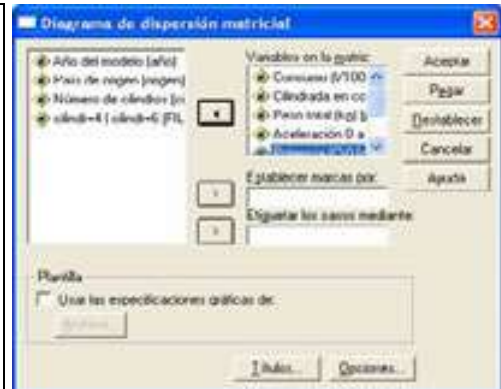 Diagrama de dispersión matricial
Año del modelo (año)
País de origen (origen)
Número de cilindros (ci
cilindr=4 | cilindr=6 (FIL
Variables en la matriz:
Consumo (l/100
Cilindrada en cc
Peso total (kg)
Aceleración 0 a
Establecer marcas por:
Etiquetar los casos mediante:
Aceptar
Pegar
Restablecer
Cancelar
Ayuda
Plantilla
Usar las especificaciones gráficas de:
Títulos...
Opciones...